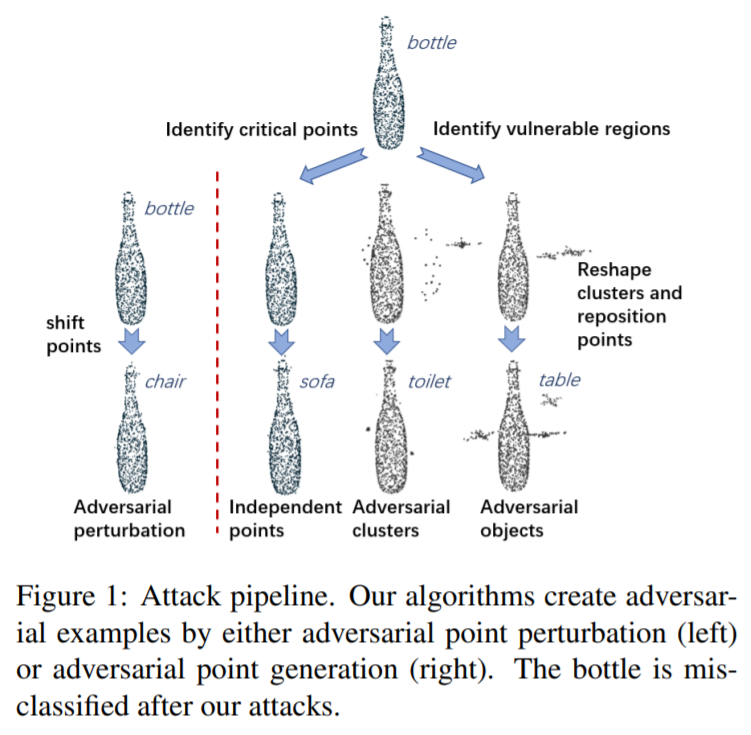 bottle
Identify critical points
Identify vulnerable regions
bottle
Reshape
clusters and
reposition
points
shift
points
chair
sofa
toilet
table
Adversarial
perturbation
Independent
points
Adversarial
clusters
Adversarial
objects
Figure 1: Attack pipeline. Our algorithms create adversar-
ial examples by either adversarial point perturbation (left)
or adversarial point generation (right). The bottle is mis-
classified after our attacks.